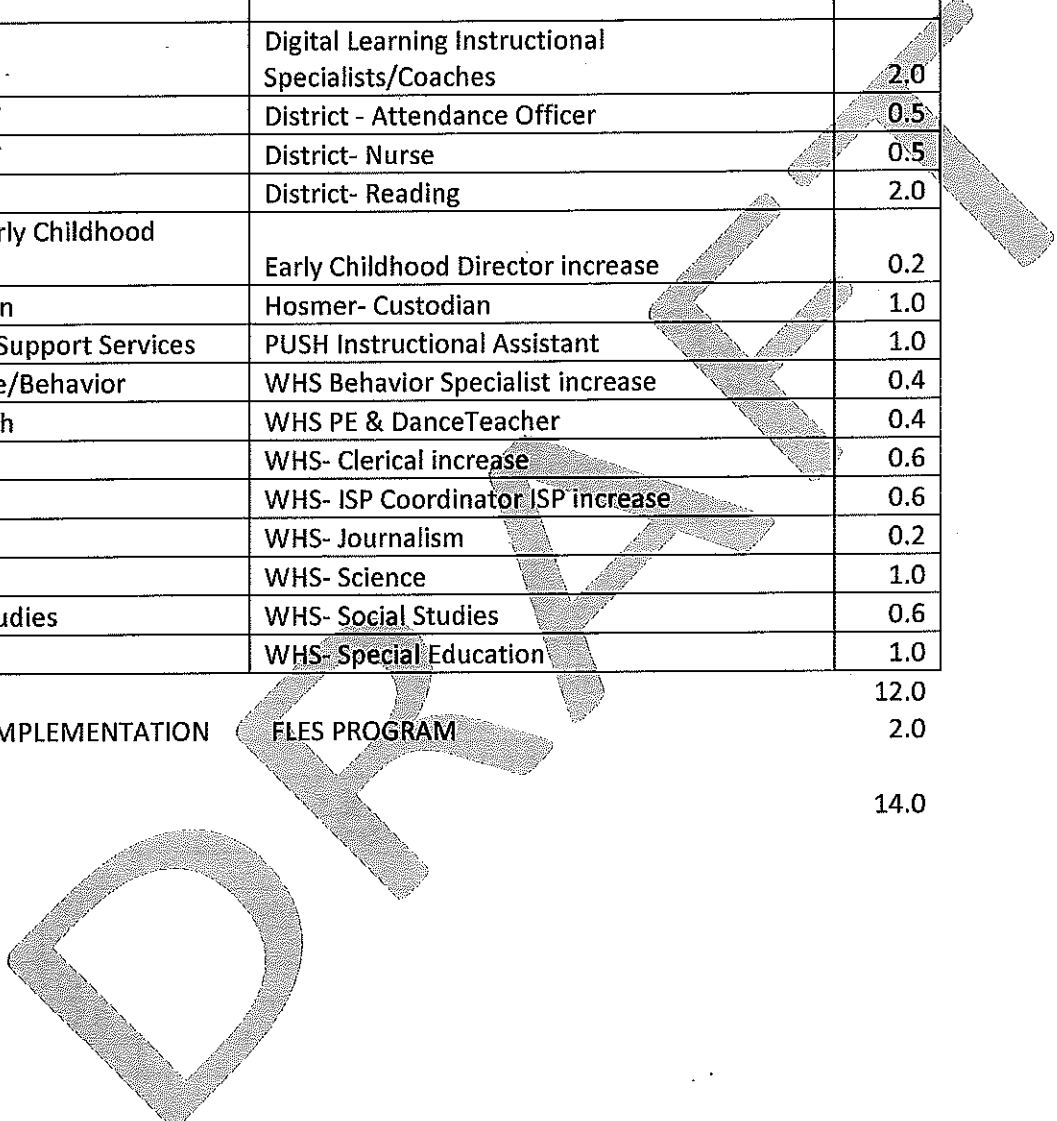 Digital Learning Instructional
Specialists/Coaches 2.0
District - Attendance Officer 0.5
District- Nurse 0.5
District- Reading 2.0
rly Childhood
Early Childhood Director increase 0.2
n Hosmer- Custodian 1.0
Support Services PUSH Instructional Assistant 1.0
e/Behavior WHS Behavior Specialist increase 0.4
h WHS PE & DanceTeacher 0.4
WHS- Clerical increase 0.6
WHS- ISP Coordinator ISP increase 0.6
WHS- Journalism 0.2
WHS- Science 1.0
udies WHS- Social Studies 0.6
WHS- Special Education 1.0
12.0
MPLEMENTATION FLES PROGRAM 2.0
14.0
DRAFT